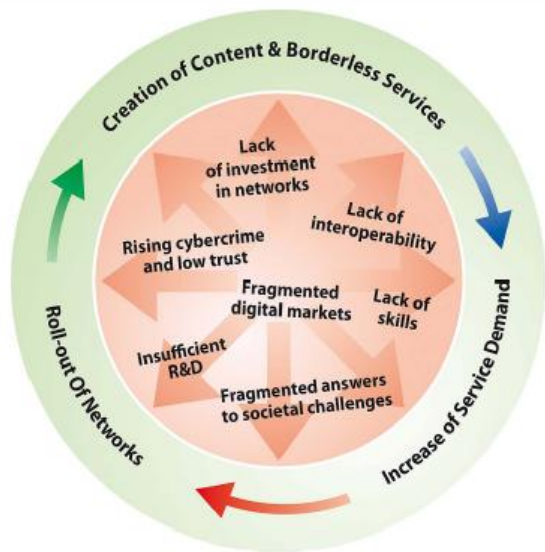 Creation of Content & Borderless Services
Lack
of investment
in networks
Lack of
interoperability
Rising cybercrime
and low trust
Fragmented
digital markets
Lack of
skills
Insufficient
R&D
Fragmented answers
to societal challenges
Roll-out Of Networks
Increase of Service Demand